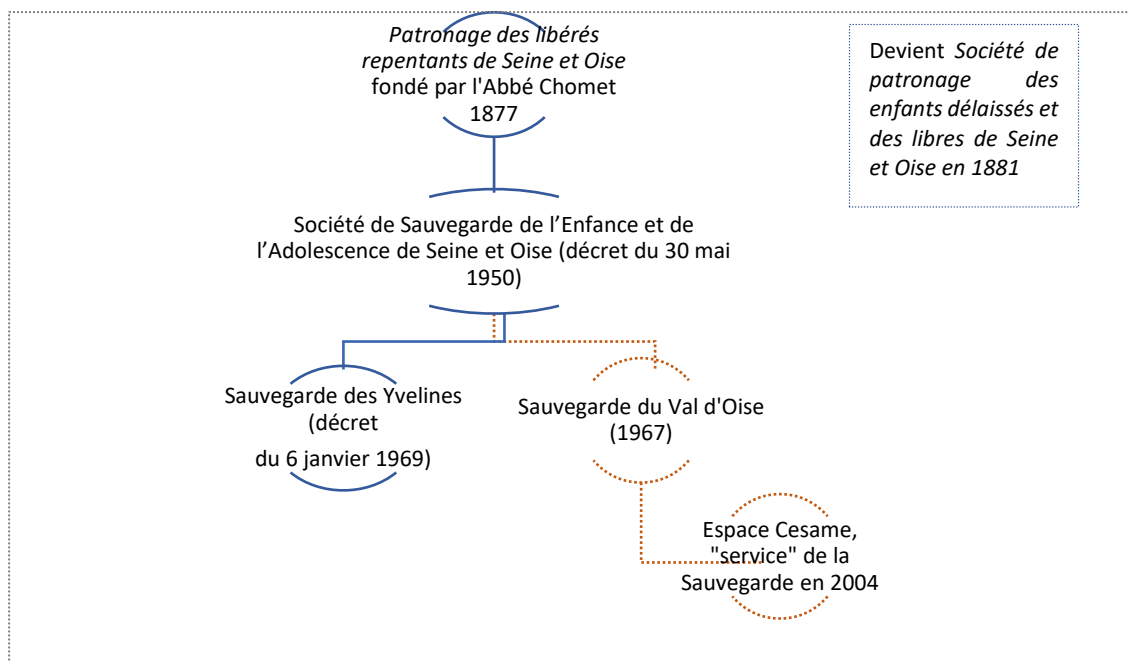 Patronage des libérés
repentants de Seine et Oise
fondé par l'Abbé Chomet
1877
Devient Société de
patronage des
enfants délaissés et
des libres de Seine
et Oise en 1881
Société de Sauvegarde de l’Enfance et de
l’Adolescence de Seine et Oise (décret du 30 mai
1950)
Sauvegarde des Yvelines
(décret
du 6 janvier 1969)
Sauvegarde du Val d'Oise
(1967)
Espace Cesame,
"service" de la
Sauvegarde en 2004